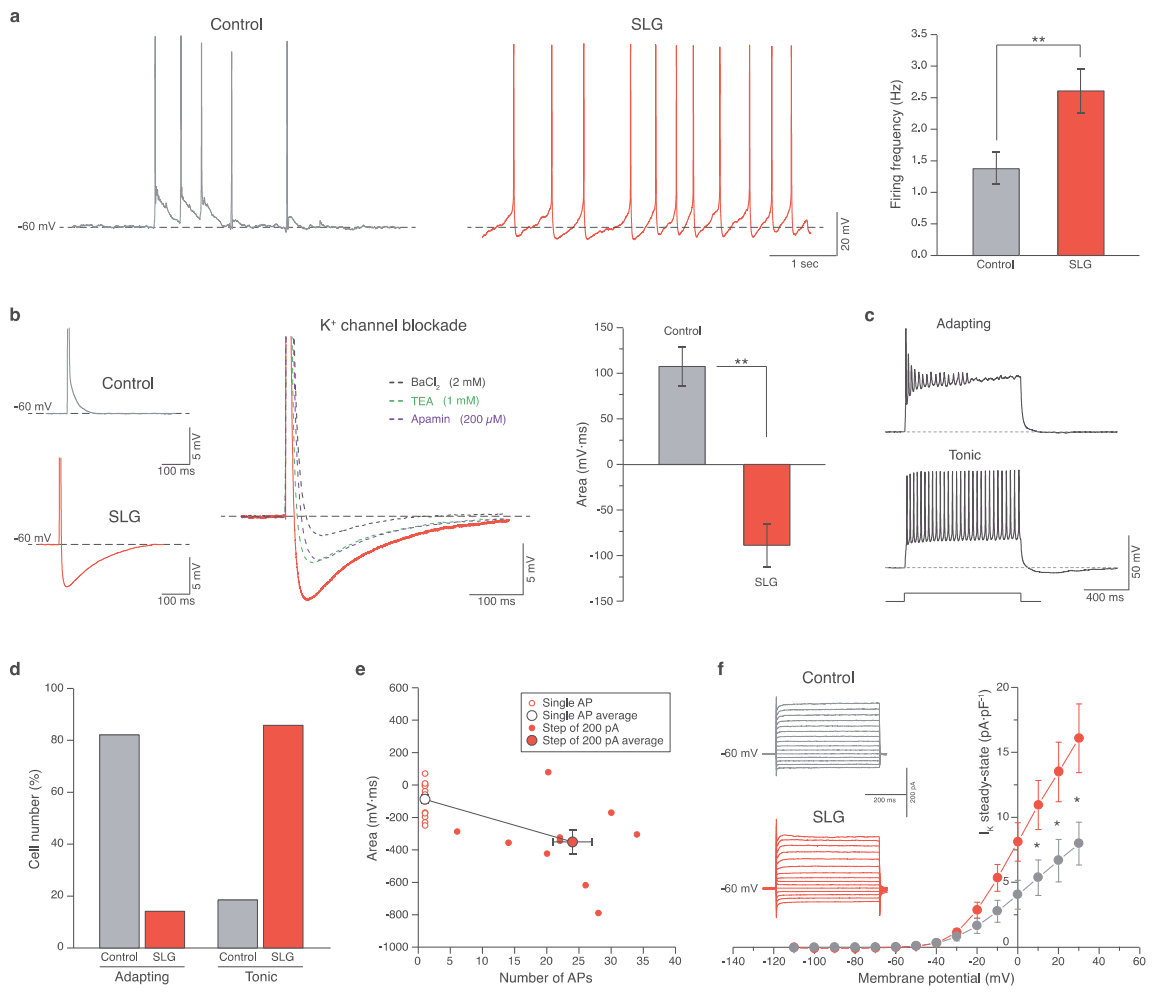 a
Control
SLG
-60 mV
20 mV
1 sec
Firing frequency (Hz)
3.5
3.0
2.5
2.0
1.5
1.0
0.5
0.0
**
Control
SLG
b
Control
-60 mV
5 mV
100 ms
SLG
-60 mV
5 mV
100 ms
K⁺ channel blockade
BaCl₂ (2 mM)
TEA (1 mM)
Apamin (200 µM)
5 mV
100 ms
Area (mV·ms)
150
100
50
0
-50
-100
-150
Control
**
SLG
c
Adapting
Tonic
50 mV
400 ms
d
Cell number (%)
100
80
60
40
20
0
Control SLG Control SLG
Adapting Tonic
e
Area (mV·ms)
600
400
200
0
-200
-400
-600
-800
-1000
Single AP
Single AP average
Step of 200 pA
Step of 200 pA average
0 5 10 15 20 25 30 35 40
Number of APs
f
Control
-60 mV
200 ms
200 pA
SLG
-60 mV
I_K steady-state (pA·pF⁻¹)
20
15
10
5
0
* * *
-140 -120 -100 -80 -60 -40 -20 0 20 40 60
Membrane potential (mV)